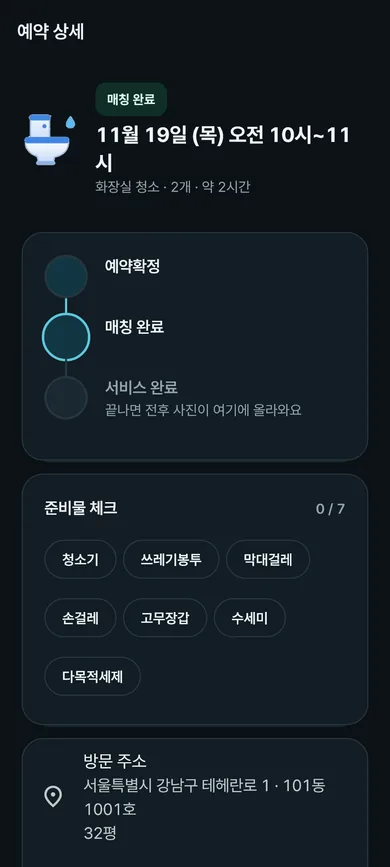 예약 상세
매칭 완료
11월 19일 (목) 오전 10시~11
시
화장실 청소 · 2개 · 약 2시간
예약확정
매칭 완료
서비스 완료
끝나면 전후 사진이 여기에 올라와요
준비물 체크 0 / 7
청소기 쓰레기봉투 막대걸레
손걸레 고무장갑 수세미
다목적세제
방문 주소
서울특별시 강남구 테헤란로 1 · 101동
1001호
32평